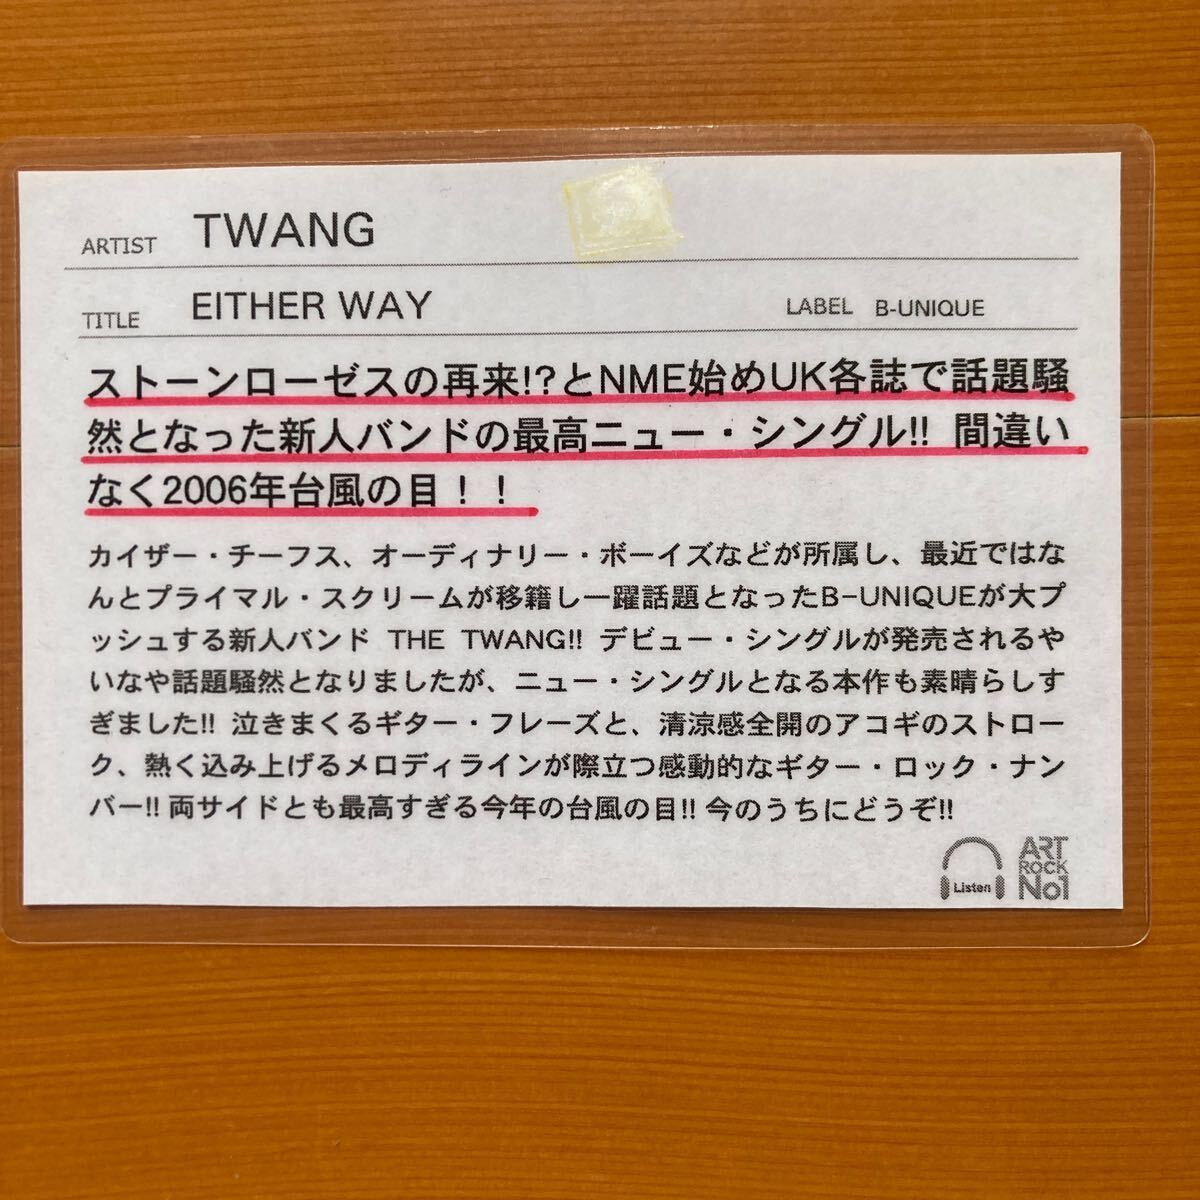 ARTIST TWANG
TITLE EITHER WAY LABEL B-UNIQUE
ストーンローゼスの再来!?とNME始めUK各誌で話題騒
然となった新人バンドの最高ニュー・シングル!! 間違い
なく2006年台風の目！！
カイザー・チーフス、オーディナリー・ボーイズなどが所属し、最近ではな
んとプライマル・スクリームが移籍し一躍話題となったB-UNIQUEが大プ
ッシュする新人バンド THE TWANG!! デビュー・シングルが発売されるや
いなや話題騒然となりましたが、ニュー・シングルとなる本作も素晴らしす
ぎました!! 泣きまくるギター・フレーズと、清涼感全開のアコギのストロー
ク、熱く込み上げるメロディラインが際立つ感動的なギター・ロック・ナン
バー!! 両サイドとも最高すぎる今年の台風の目!! 今のうちにどうぞ!!
Listen
ART
ROCK
No1